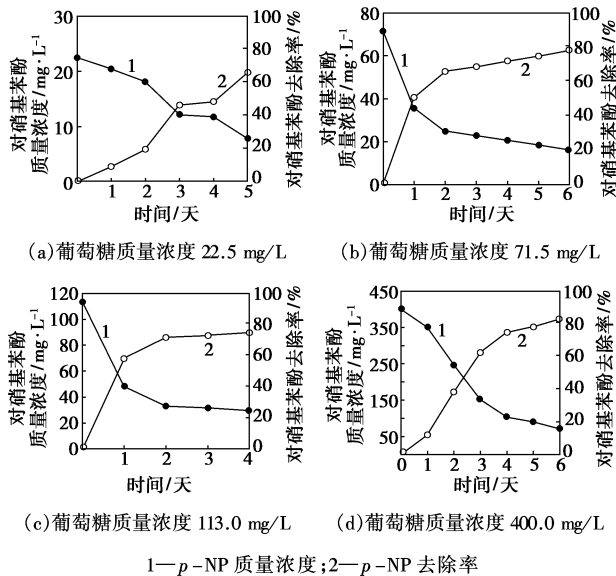 对硝基苯酚
质量浓度/mg·L⁻¹
30
20
10
0
1
2
100
80
60
40
20
0
对硝基苯酚去除率/%
0 1 2 3 4 5
时间/天
(a)葡萄糖质量浓度 22.5 mg/L
对硝基苯酚
质量浓度/mg·L⁻¹
80
60
40
20
0
1
2
100
80
60
40
20
0
对硝基苯酚去除率/%
0 1 2 3 4 5 6
时间/天
(b)葡萄糖质量浓度 71.5 mg/L
对硝基苯酚
质量浓度/mg·L⁻¹
120
100
80
60
40
20
0
1
2
100
80
60
40
20
0
对硝基苯酚去除率/%
1 2 3 4
时间/天
(c)葡萄糖质量浓度 113.0 mg/L
对硝基苯酚
质量浓度/mg·L⁻¹
450
350
250
150
50
1
2
100
80
60
40
20
0
对硝基苯酚去除率/%
0 1 2 3 4 5 6
时间/天
(d)葡萄糖质量浓度 400.0 mg/L
1—p-NP 质量浓度;2—p-NP 去除率